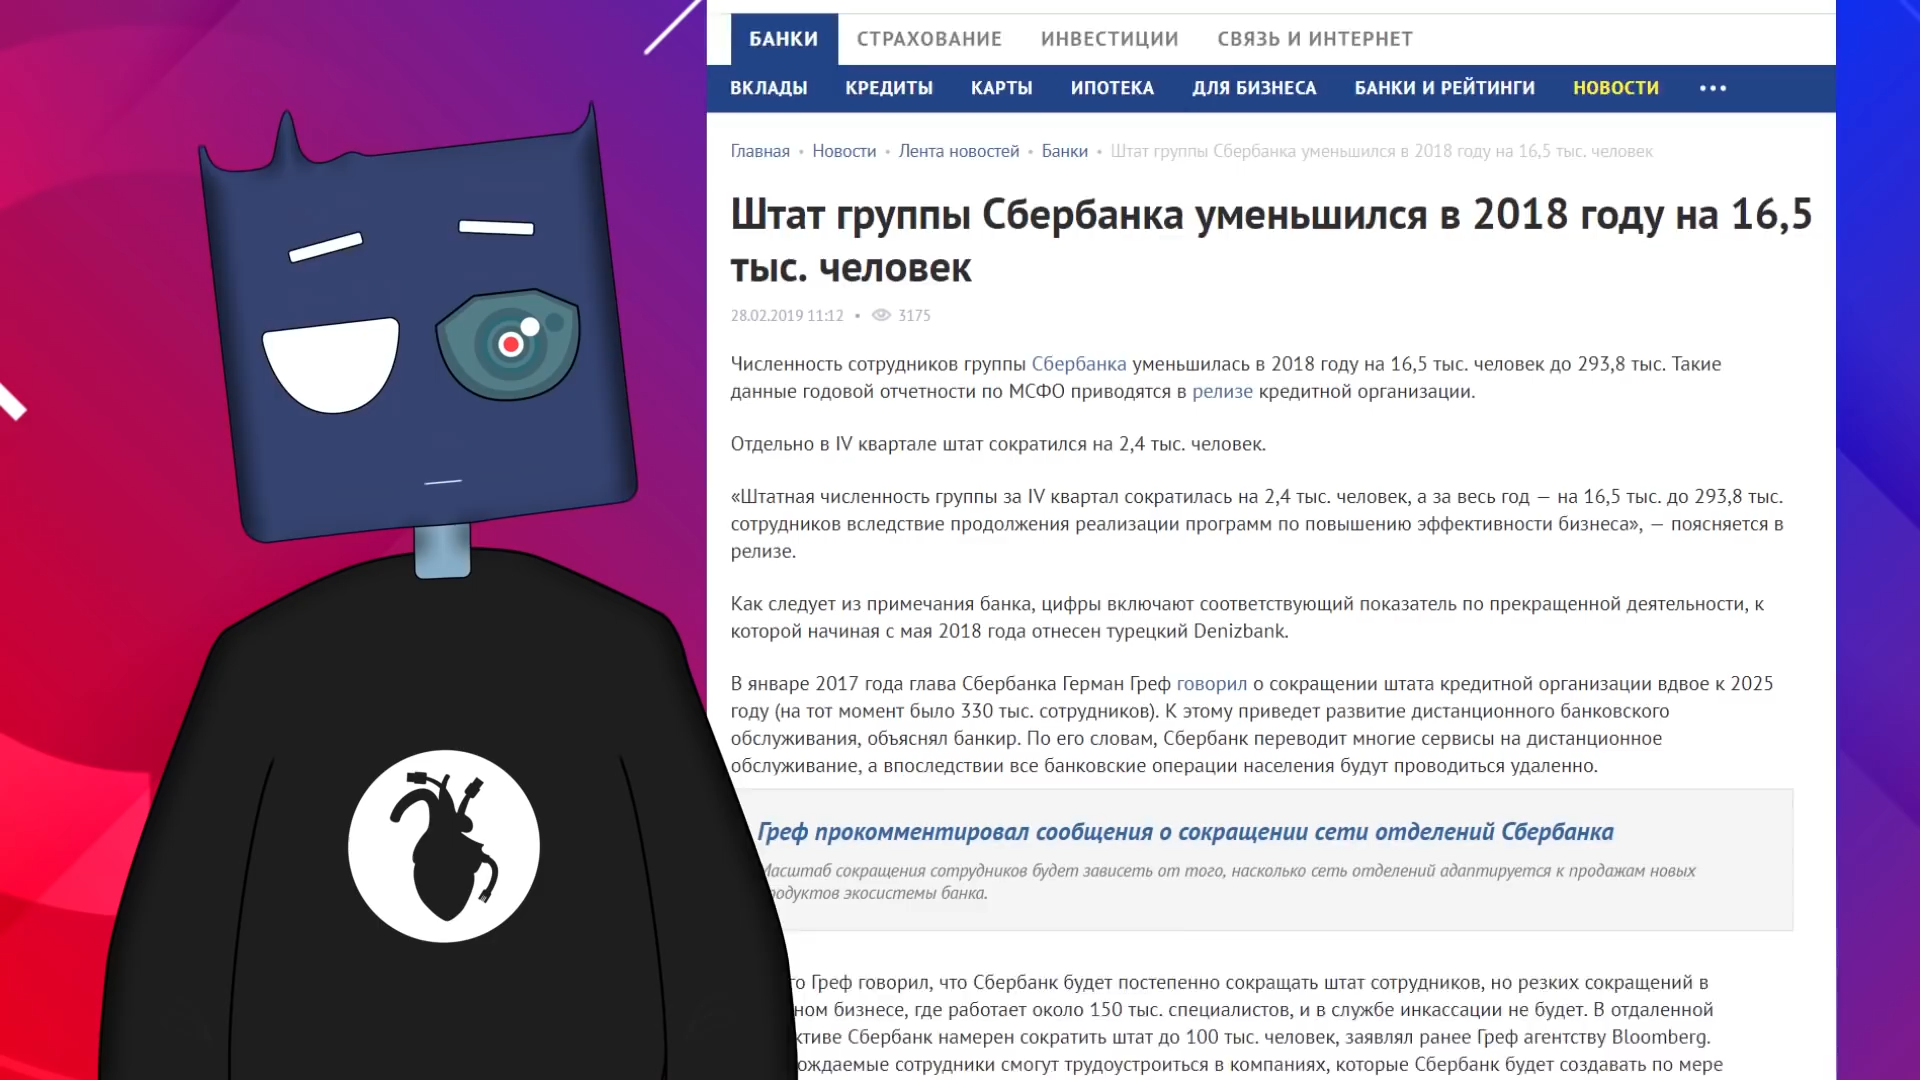 БАНКИ СТРАХОВАНИЕ ИНВЕСТИЦИИ СВЯЗЬ И ИНТЕРНЕТ
ВКЛАДЫ КРЕДИТЫ КАРТЫ ИПОТЕКА ДЛЯ БИЗНЕСА БАНКИ И РЕЙТИНГИ НОВОСТИ •••
Главная • Новости • Лента новостей • Банки • Штат группы Сбербанка уменьшился в 2018 году на 16,5 тыс. человек
Штат группы Сбербанка уменьшился в 2018 году на 16,5
тыс. человек
28.02.2019 11:12 • 3175
Численность сотрудников группы Сбербанка уменьшилась в 2018 году на 16,5 тыс. человек до 293,8 тыс. Такие
данные годовой отчетности по МСФО приводятся в релизе кредитной организации.
Отдельно в IV квартале штат сократился на 2,4 тыс. человек.
«Штатная численность группы за IV квартал сократилась на 2,4 тыс. человек, а за весь год — на 16,5 тыс. до 293,8 тыс.
сотрудников вследствие продолжения реализации программ по повышению эффективности бизнеса», — поясняется в
релизе.
Как следует из примечания банка, цифры включают соответствующий показатель по прекращенной деятельности, к
которой начиная с мая 2018 года отнесен турецкий Denizbank.
В январе 2017 года глава Сбербанка Герман Греф говорил о сокращении штата кредитной организации вдвое к 2025
году (на тот момент было 330 тыс. сотрудников). К этому приведет развитие дистанционного банковского
обслуживания, объяснял банкир. По его словам, Сбербанк переводит многие сервисы на дистанционное
обслуживание, а впоследствии все банковские операции населения будут проводиться удаленно.
Греф прокомментировал сообщения о сокращении сети отделений Сбербанка
Масштаб сокращения сотрудников будет зависеть от того, насколько сеть отделений адаптируется к продажам новых
продуктов экосистемы банка.
Греф говорил, что Сбербанк будет постепенно сокращать штат сотрудников, но резких сокращений в
бизнесе, где работает около 150 тыс. специалистов, и в службе инкассации не будет. В отдаленной
Сбербанк намерен сократить штат до 100 тыс. человек, заявлял ранее Греф агентству Bloomberg.
сотрудники смогут трудоустроиться в компаниях, которые Сбербанк будет создавать по мере